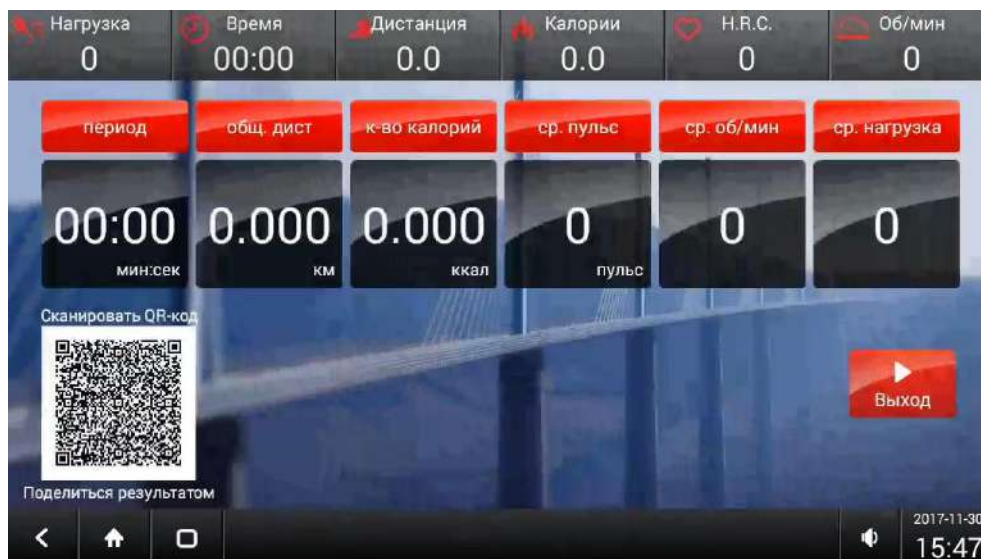 Нагрузка Время Дистанция Калории H.R.C. Об/мин
0 00:00 0.0 0.0 0 0
период общ. дист к-во калорий ср. пульс ср. об/мин ср. нагрузка
00:00 0.000 0.000 0 0 0
мин:сек км ккал пульс
Сканировать QR-код
Выход
Поделиться результатом
2017-11-30
15:47